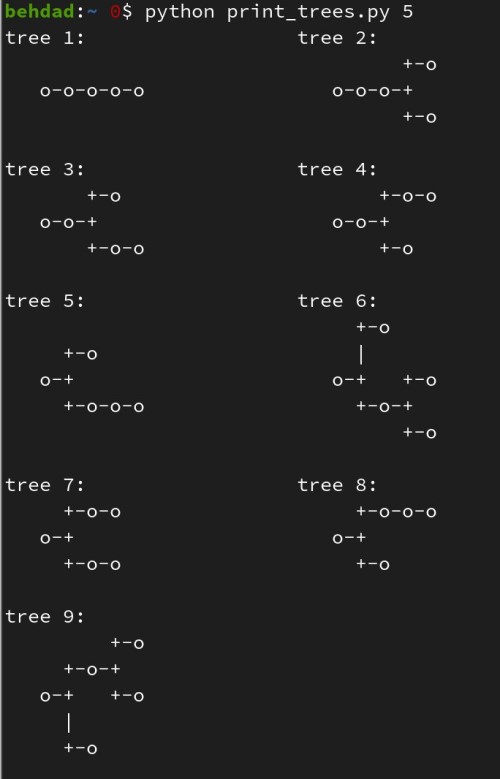 behdad:~ 0$ python print_trees.py 5
tree 1:                  tree 2:
                                  +-o
   o-o-o-o-o                o-o-o-+
                                  +-o

tree 3:                  tree 4:
       +-o                      +-o-o
   o-o-+                    o-o-+
       +-o-o                    +-o

tree 5:                  tree 6:
                              +-o
     +-o                      |
   o-+                      o-+   +-o
     +-o-o-o                  +-o-+
                                  +-o

tree 7:                  tree 8:
     +-o-o                    +-o-o-o
   o-+                      o-+
     +-o-o                    +-o

tree 9:
         +-o
     +-o-+
   o-+   +-o
     |
     +-o